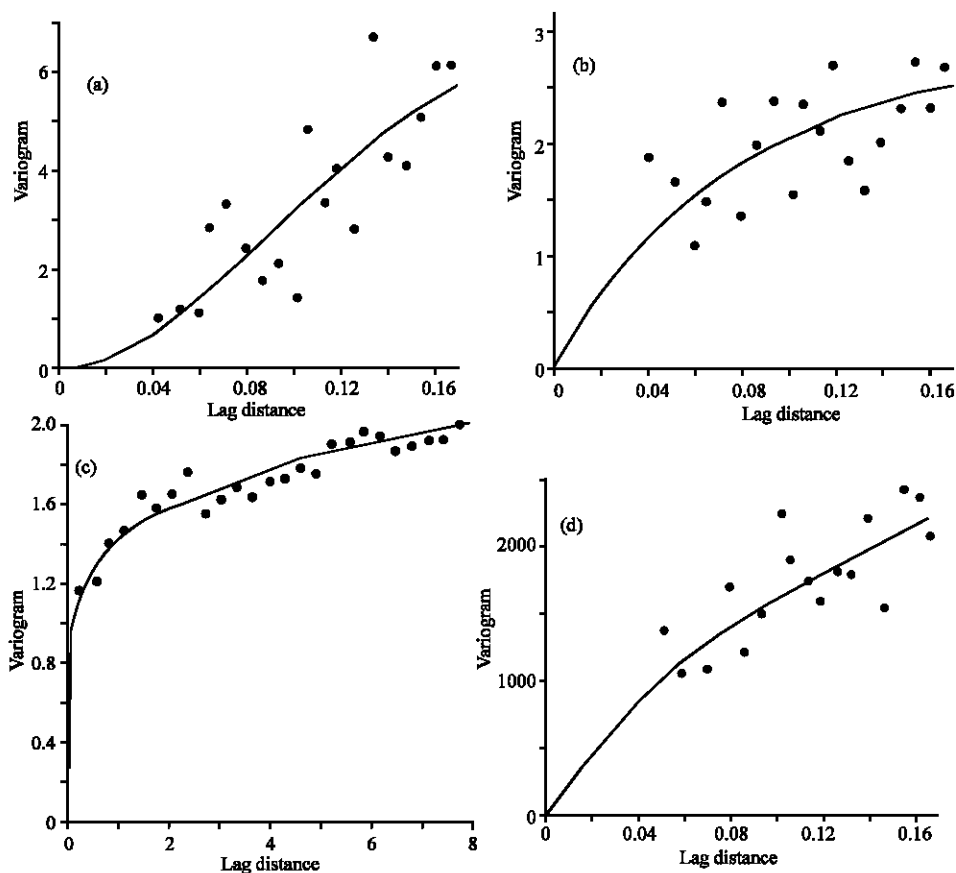 (a)
Variogram
6
4
2
0
0 0.04 0.08 0.12 0.16
Lag distance
(b)
Variogram
3
2
1
0
0 0.04 0.08 0.12 0.16
Lag distance
(c)
Variogram
2.0
1.6
1.2
0.8
0.4
0
0 2 4 6 8
Lag distance
(d)
Variogram
2000
1000
0
0 0.04 0.08 0.12 0.16
Lag distance